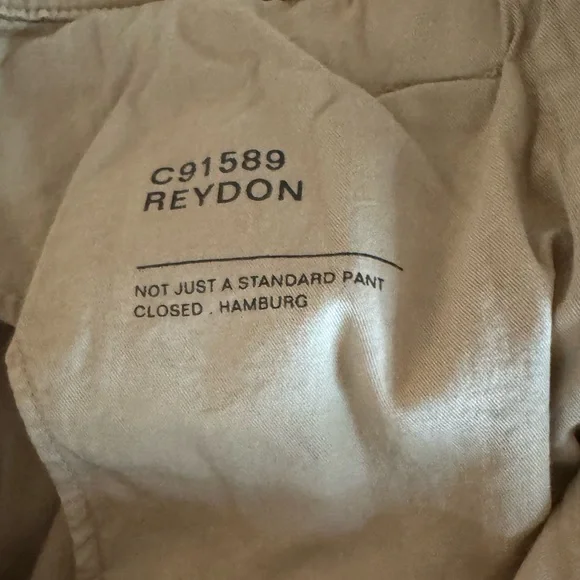 C91589
REYDON
NOT JUST A STANDARD PANT
CLOSED . HAMBURG